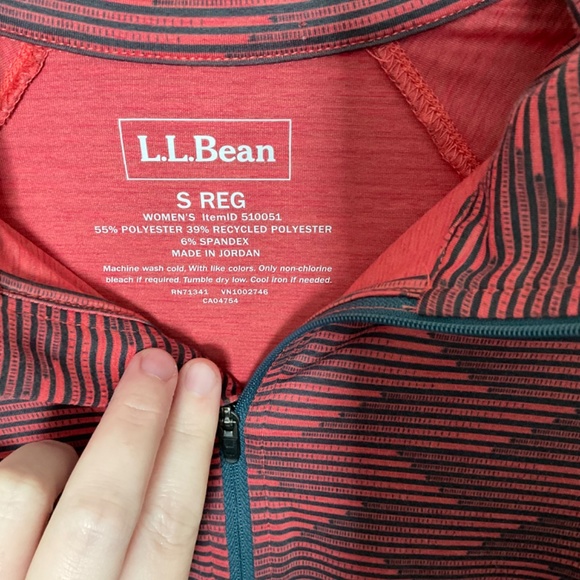 L.L.Bean
S REG
WOMEN'S ItemID 510051
55% POLYESTER 39% RECYCLED POLYESTER
6% SPANDEX
MADE IN JORDAN
Machine wash cold, With like colors. Only non-chlorine
bleach if required. Tumble dry low. Cool iron if needed.
RN71341 VN1002746
CA04754